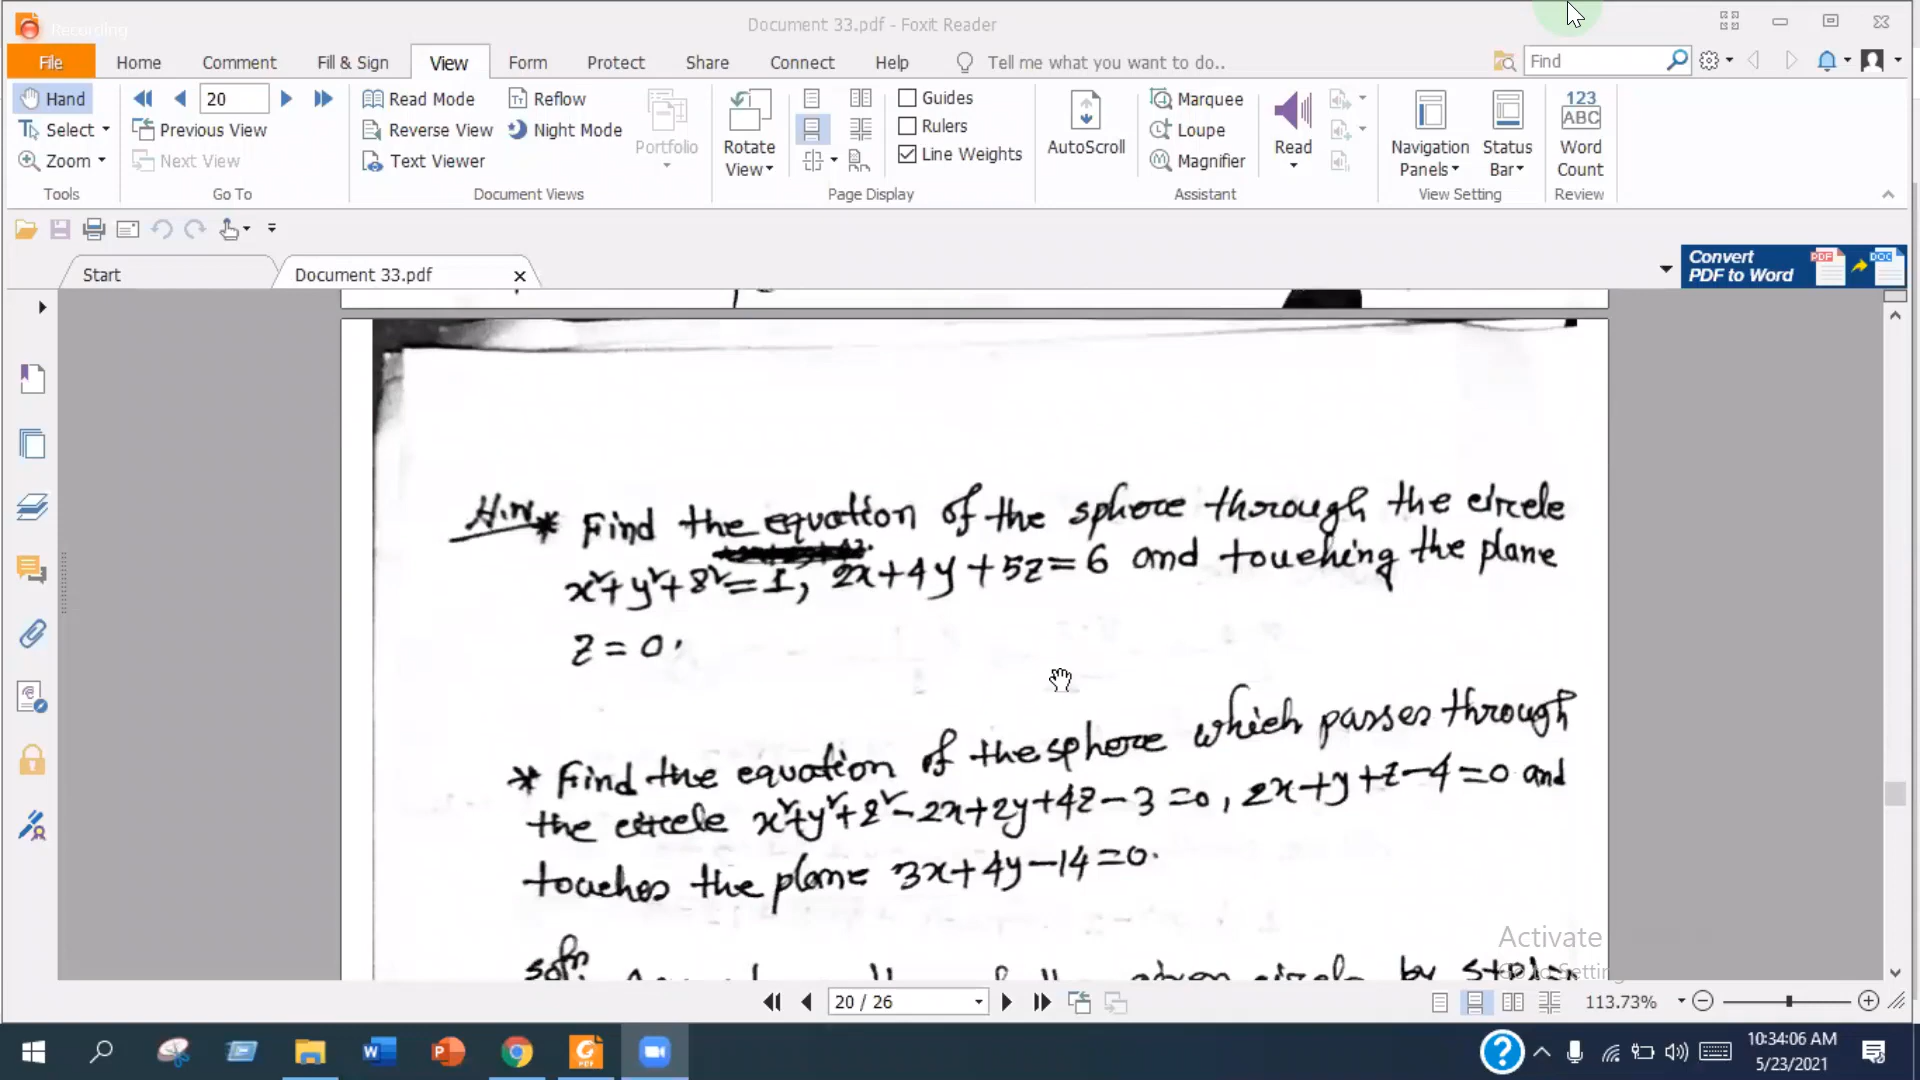 Recording
Document 33.pdf - Foxit Reader
File Home Comment Fill & Sign View Form Protect Share Connect Help Tell me what you want to do.. Find
Hand 20 Read Mode Reflow Guides Marquee 123
Select Previous View Reverse View Night Mode Portfolio Rotate View Rulers AutoScroll Loupe Read Navigation Panels Status Bar ABC Word Count
Zoom Next View Text Viewer Line Weights Magnifier
Tools Go To Document Views Page Display Assistant View Setting Review
Start Document 33.pdf
Convert
PDF to Word PDF DOC
H.W * Find the equation of the sphere through the circle
x²+y²+z²=1, 2x+4y+5z=6 and touching the plane
z=0.
* Find the equation of the sphere which passes through
the circle x²+y²+z²-2x+2y+4z-3=0, 2x+y+z-4=0 and
touches the plane 3x+4y-14=0.
Soln
Activate
20 / 26 113.73%
10:34:06 AM
5/23/2021